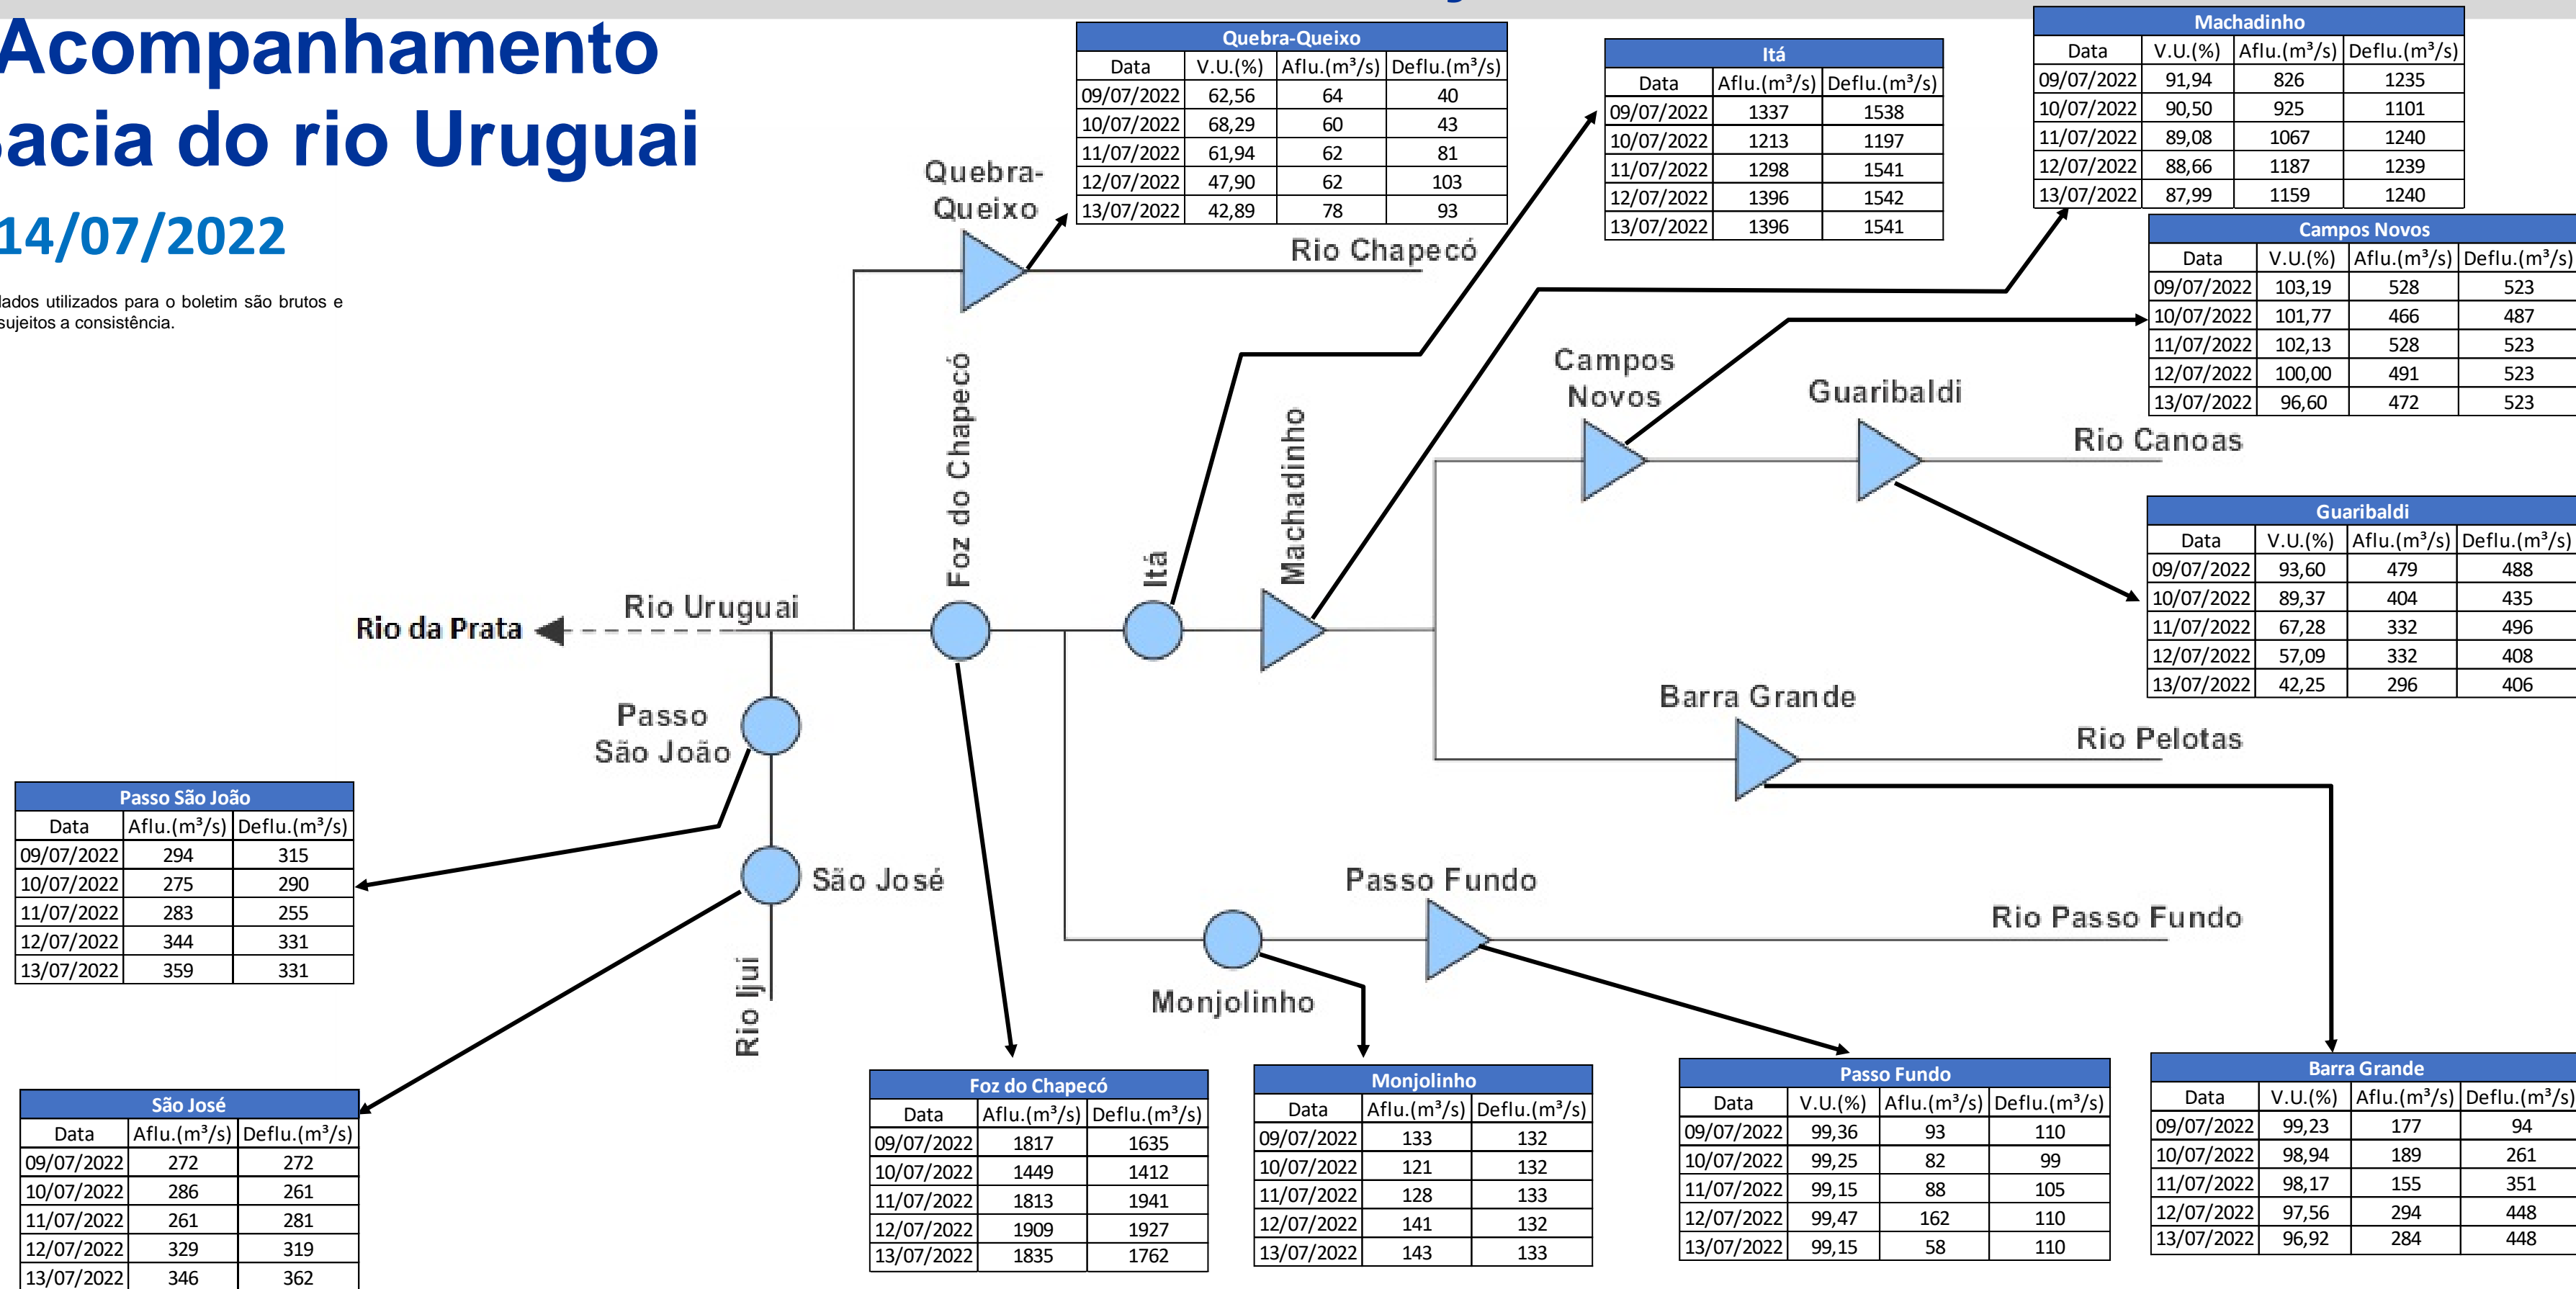 Acompanhamento
acia do rio Uruguai
14/07/2022
lados utilizados para o boletim são brutos e
sujeitos a consistência.
Quebra-Queixo
Data V.U.(%) Aflu.(m³/s) Deflu.(m³/s)
09/07/2022 62,56 64 40
10/07/2022 68,29 60 43
11/07/2022 61,94 62 81
12/07/2022 47,90 62 103
13/07/2022 42,89 78 93
Itá
Data Aflu.(m³/s) Deflu.(m³/s)
09/07/2022 1337 1538
10/07/2022 1213 1197
11/07/2022 1298 1541
12/07/2022 1396 1542
13/07/2022 1396 1541
Machadinho
Data V.U.(%) Aflu.(m³/s) Deflu.(m³/s)
09/07/2022 91,94 826 1235
10/07/2022 90,50 925 1101
11/07/2022 89,08 1067 1240
12/07/2022 88,66 1187 1239
13/07/2022 87,99 1159 1240
Campos Novos
Data V.U.(%) Aflu.(m³/s) Deflu.(m³/s)
09/07/2022 103,19 528 523
10/07/2022 101,77 466 487
11/07/2022 102,13 528 523
12/07/2022 100,00 491 523
13/07/2022 96,60 472 523
Quebra-
Queixo
Rio Chapecó
Foz do Chapecó
Itá
Machadinho
Campos
Novos
Guaribaldi
Rio Canoas
Guaribaldi
Data V.U.(%) Aflu.(m³/s) Deflu.(m³/s)
09/07/2022 93,60 479 488
10/07/2022 89,37 404 435
11/07/2022 67,28 332 496
12/07/2022 57,09 332 408
13/07/2022 42,25 296 406
Rio da Prata
Rio Uruguai
Passo
São João
Barra Grande
Rio Pelotas
São José
Rio Ijuí
Passo Fundo
Rio Passo Fundo
Monjolinho
Passo São João
Data Aflu.(m³/s) Deflu.(m³/s)
09/07/2022 294 315
10/07/2022 275 290
11/07/2022 283 255
12/07/2022 344 331
13/07/2022 359 331
São José
Data Aflu.(m³/s) Deflu.(m³/s)
09/07/2022 272 272
10/07/2022 286 261
11/07/2022 261 281
12/07/2022 329 319
13/07/2022 346 362
Foz do Chapecó
Data Aflu.(m³/s) Deflu.(m³/s)
09/07/2022 1817 1635
10/07/2022 1449 1412
11/07/2022 1813 1941
12/07/2022 1909 1927
13/07/2022 1835 1762
Monjolinho
Data Aflu.(m³/s) Deflu.(m³/s)
09/07/2022 133 132
10/07/2022 121 132
11/07/2022 128 133
12/07/2022 141 132
13/07/2022 143 133
Passo Fundo
Data V.U.(%) Aflu.(m³/s) Deflu.(m³/s)
09/07/2022 99,36 93 110
10/07/2022 99,25 82 99
11/07/2022 99,15 88 105
12/07/2022 99,47 162 110
13/07/2022 99,15 58 110
Barra Grande
Data V.U.(%) Aflu.(m³/s) Deflu.(m³/s)
09/07/2022 99,23 177 94
10/07/2022 98,94 189 261
11/07/2022 98,17 155 351
12/07/2022 97,56 294 448
13/07/2022 96,92 284 448